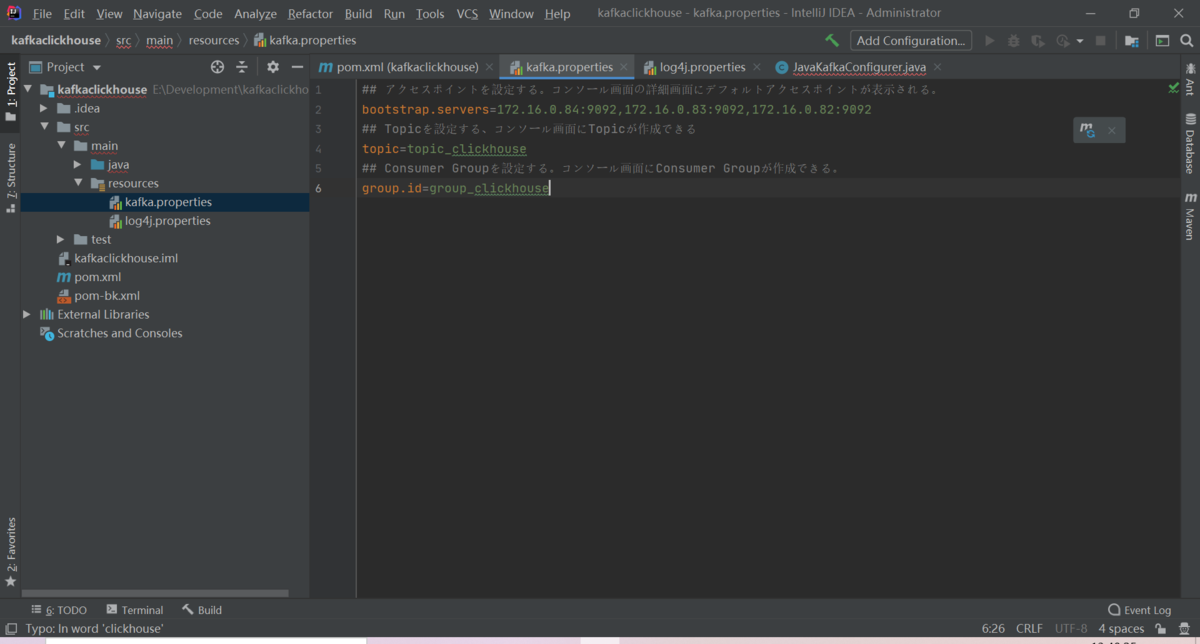 File Edit View Navigate Code Analyze Refactor Build Run Tools VCS Window Help kafkaclickhouse - kafka.properties - IntelliJ IDEA - Administrator
kafkaclickhouse src main resources kafka.properties Add Configuration...
Project pom.xml (kafkaclickhouse) kafka.properties log4j.properties JavaKafkaConfigurer.java
1: Project
Z: Structure
2: Favorites
kafkaclickhouse E:\Development\kafkaclickho
.idea
src
main
java
resources
kafka.properties
log4j.properties
test
kafkaclickhouse.iml
pom.xml
pom-bk.xml
External Libraries
Scratches and Consoles
1 ## アクセスポイントを設定する。コンソール画面の詳細画面にデフォルトアクセスポイントが表示される。
2 bootstrap.servers=172.16.0.84:9092,172.16.0.83:9092,172.16.0.82:9092
3 ## Topicを設定する、コンソール画面にTopicが作成できる
4 topic=topic_clickhouse
5 ## Consumer Groupを設定する。コンソール画面にConsumer Groupが作成できる。
6 group.id=group_clickhouse
Ant
Database
Maven
6: TODO Terminal Build Event Log
Typo: In word 'clickhouse' 6:26 CRLF UTF-8 4 spaces